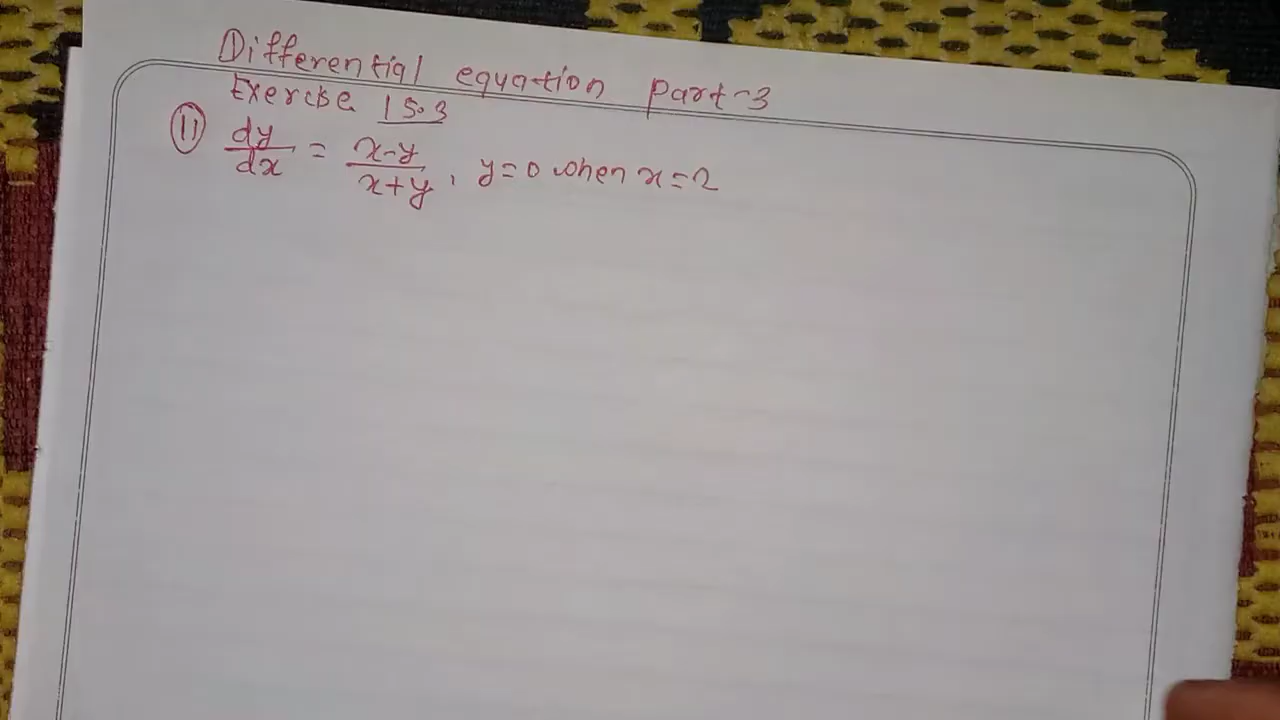 Differential equation part-3
Exercise 15.3
(11) dy/dx = x-y/x+y, y=0 when x=2